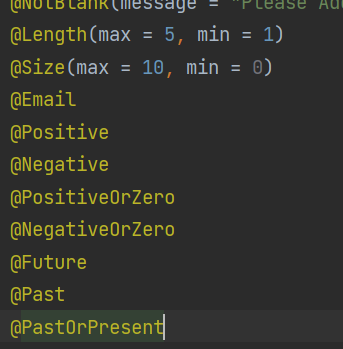 @NotBlank(message = "Please Add
@Length(max = 5, min = 1)
@Size(max = 10, min = 0)
@Email
@Positive
@Negative
@PositiveOrZero
@NegativeOrZero
@Future
@Past
@PastOrPresent